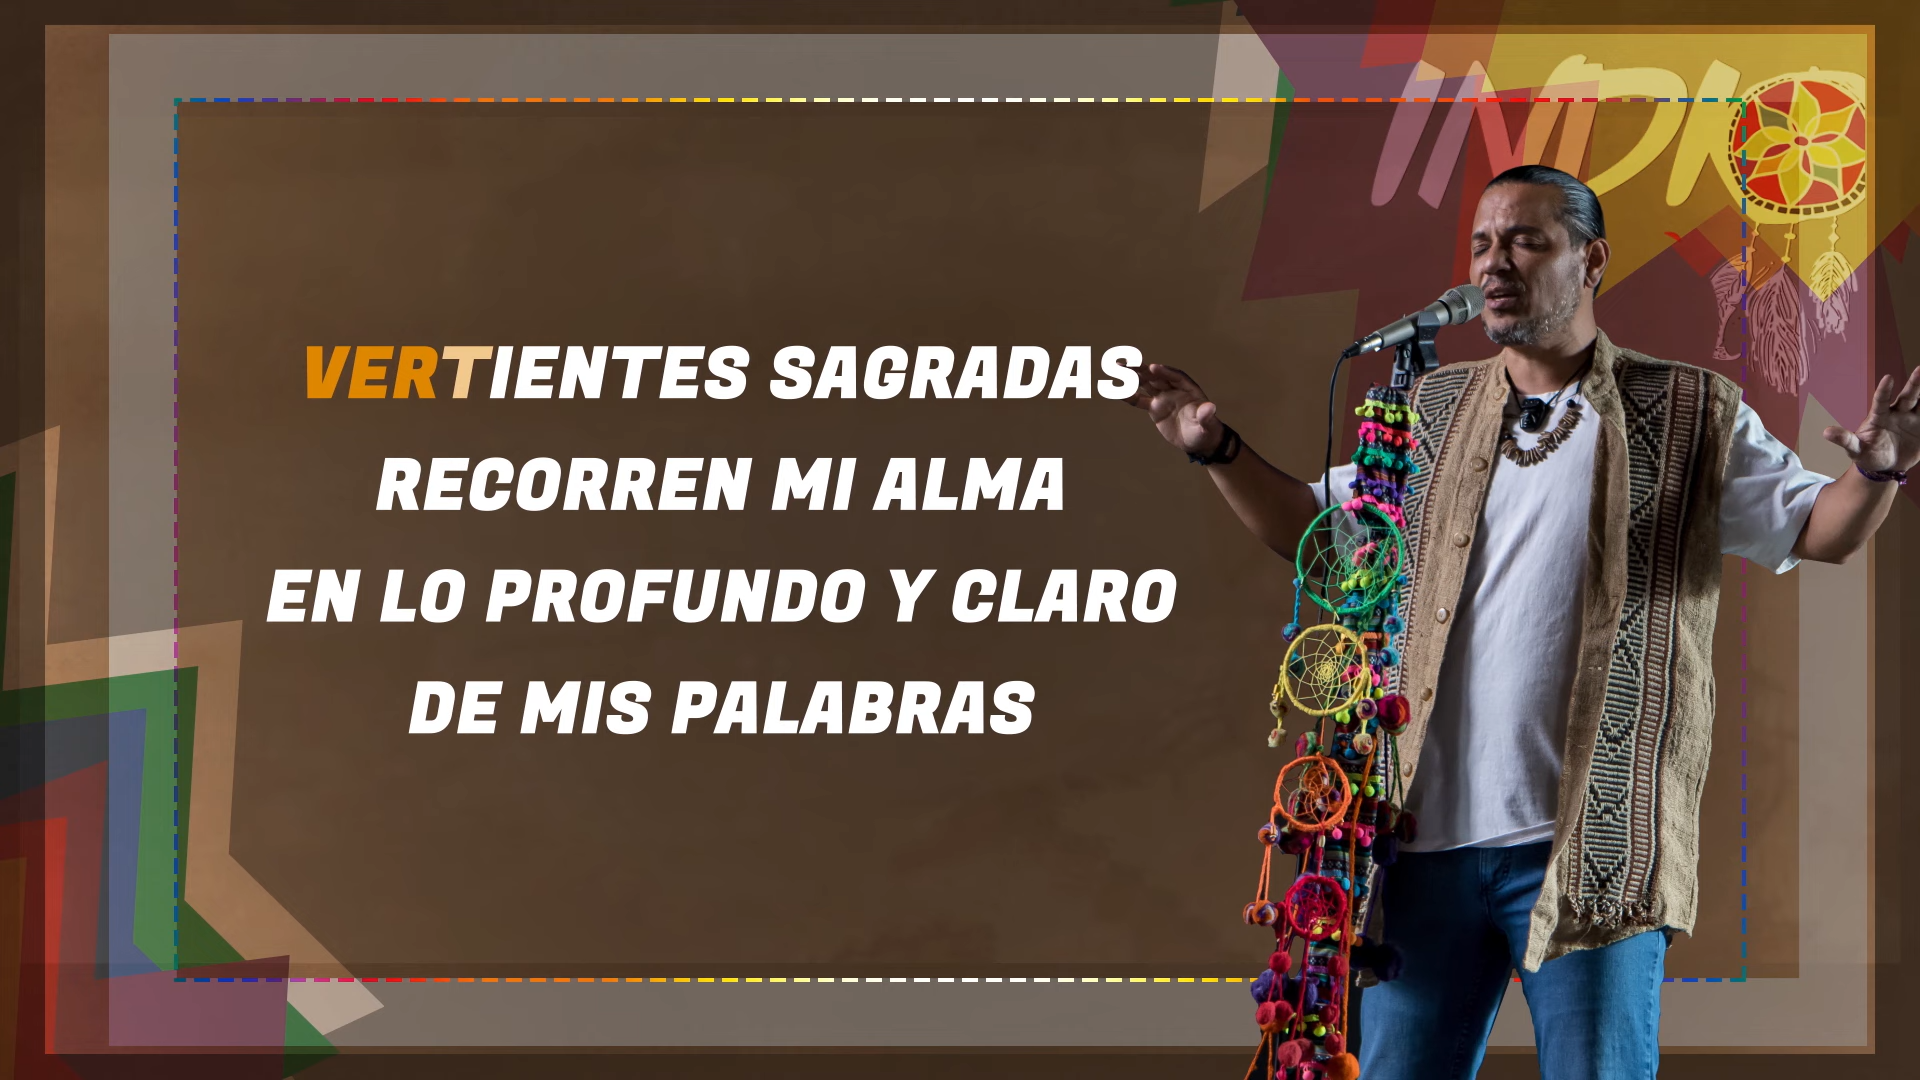 INDIO
VERTIENTES SAGRADAS
RECORREN MI ALMA
EN LO PROFUNDO Y CLARO
DE MIS PALABRAS